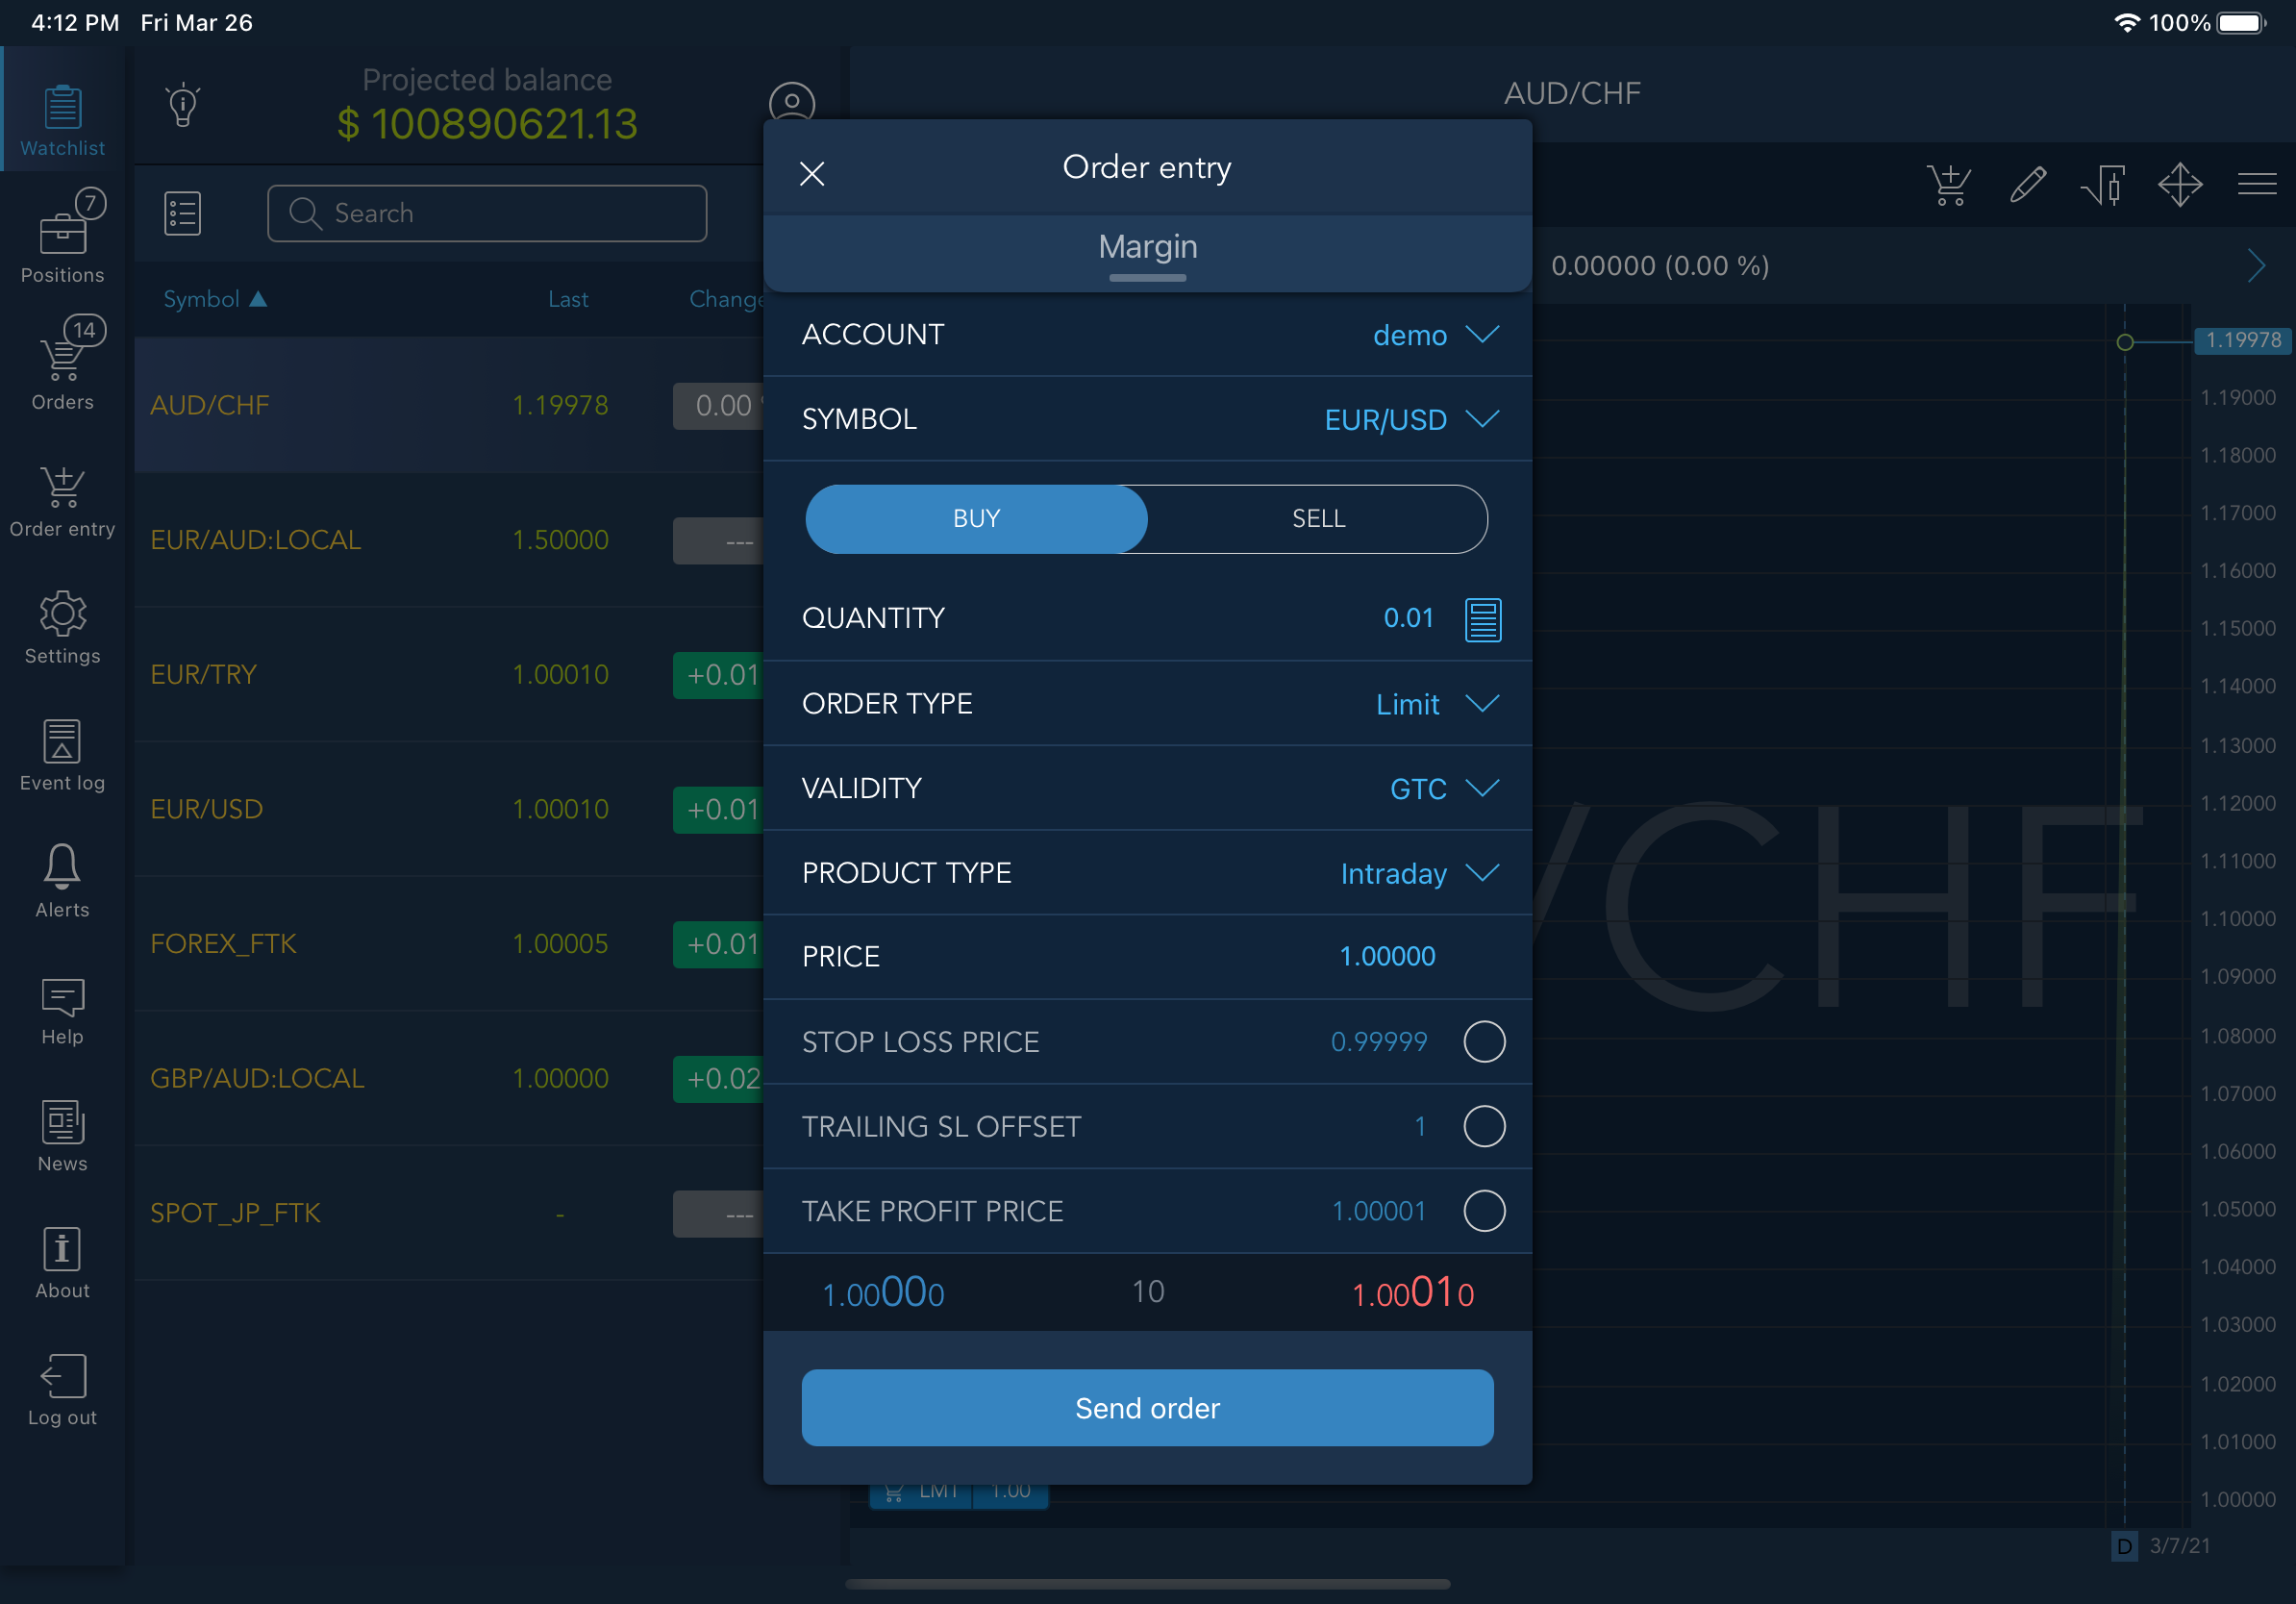 4:12 PM Fri Mar 26
100%
Watchlist
7
Positions
14
Orders
Order entry
Settings
Event log
Alerts
Help
News
About
Log out
Projected balance
$ 100890621.13
Search
Symbol ▲ Last Change
AUD/CHF 1.19978 0.00
EUR/AUD:LOCAL 1.50000 ---
EUR/TRY 1.00010 +0.01
EUR/USD 1.00010 +0.01
FOREX_FTK 1.00005 +0.01
GBP/AUD:LOCAL 1.00000 +0.02
SPOT_JP_FTK - ---
Order entry
Margin
ACCOUNT demo
SYMBOL EUR/USD
BUY SELL
QUANTITY 0.01
ORDER TYPE Limit
VALIDITY GTC
PRODUCT TYPE Intraday
PRICE 1.00000
STOP LOSS PRICE 0.99999
TRAILING SL OFFSET 1
TAKE PROFIT PRICE 1.00001
1.00000 10 1.00010
Send order
AUD/CHF
0.00000 (0.00 %)
/CHF
1.19978
1.19000
1.18000
1.17000
1.16000
1.15000
1.14000
1.13000
1.12000
1.11000
1.10000
1.09000
1.08000
1.07000
1.06000
1.05000
1.04000
1.03000
1.02000
1.01000
1.00000
LMT 1.00
D 3/7/21